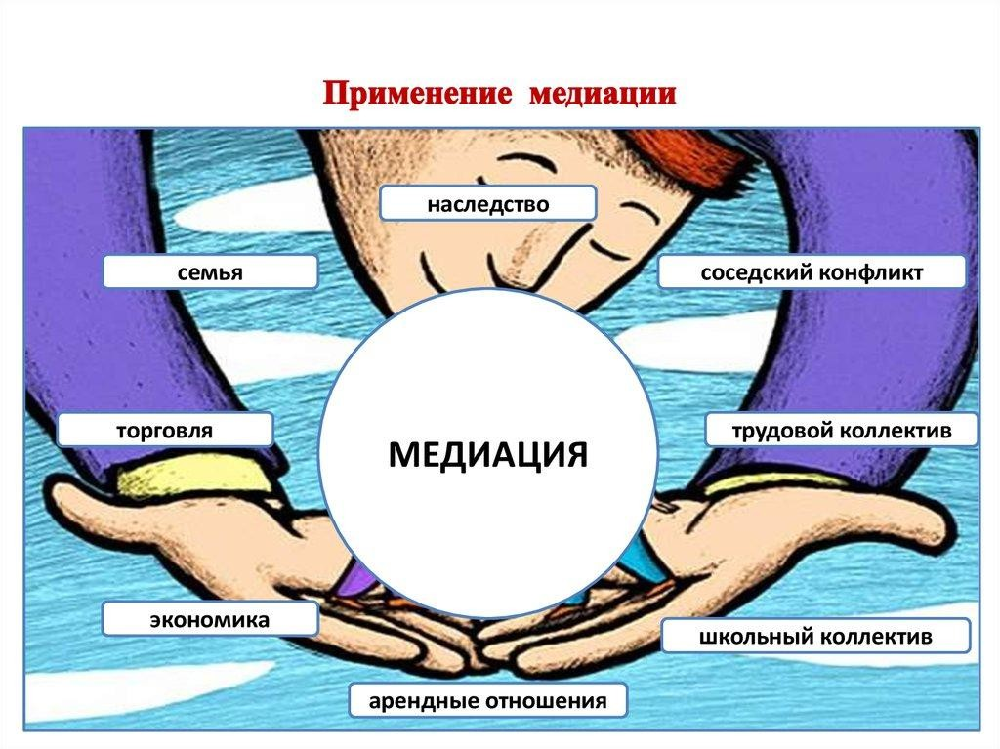 Применение медиации
наследство
семья
соседский конфликт
торговля
трудовой коллектив
МЕДИАЦИЯ
экономика
школьный коллектив
арендные отношения